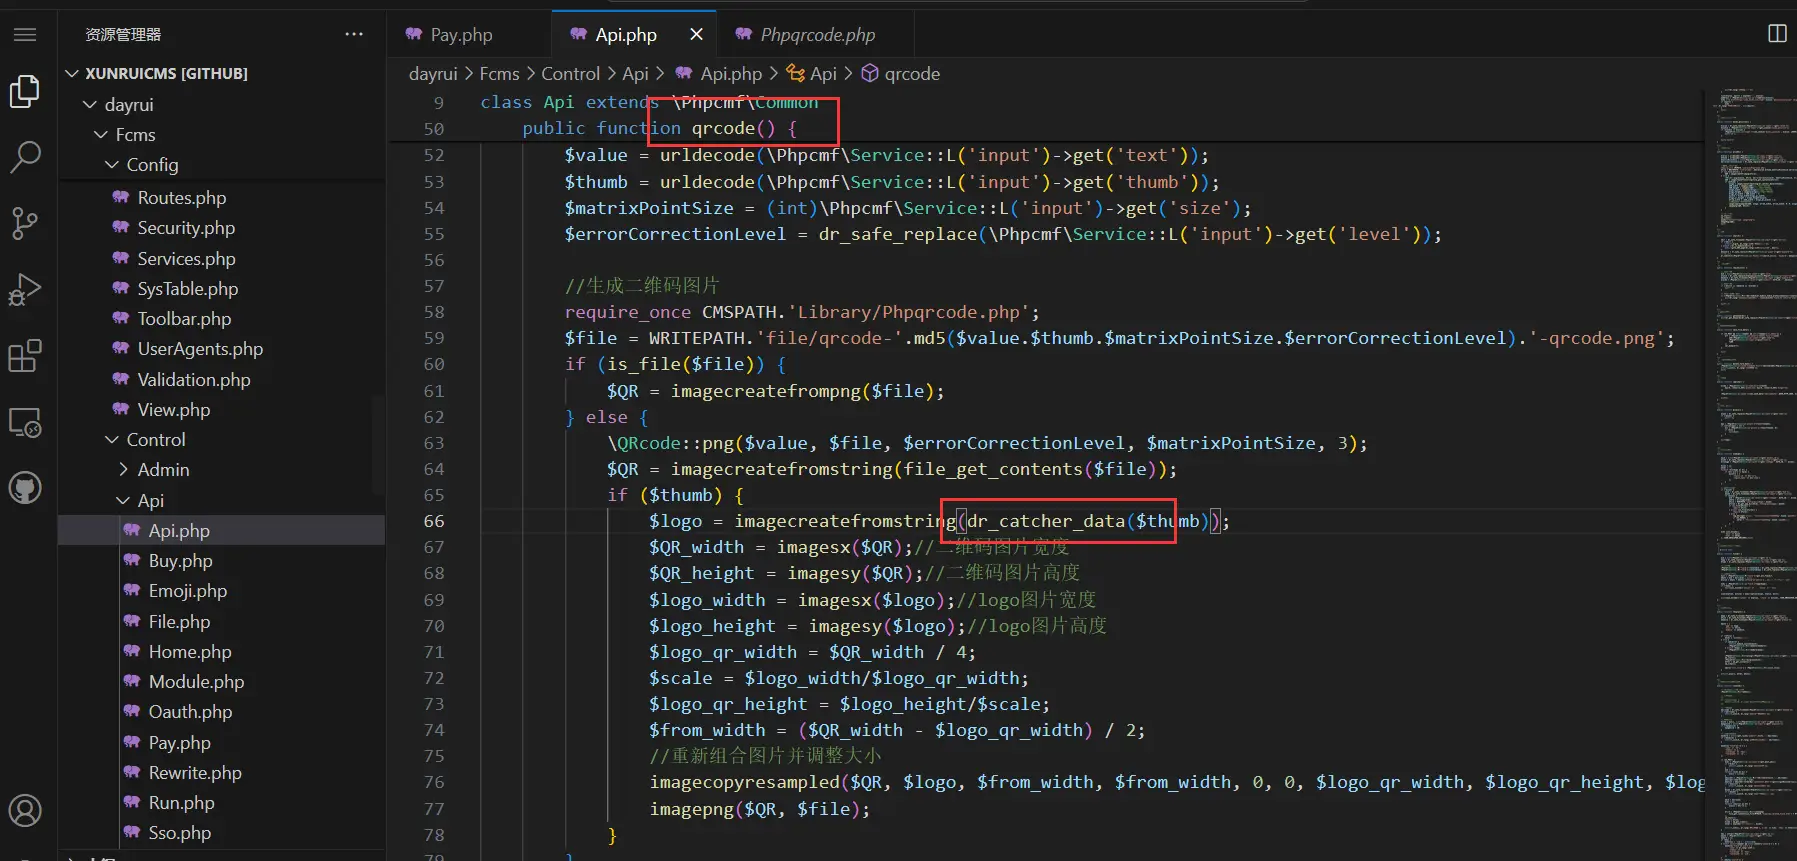 资源管理器
XUNRUICMS [GITHUB]
dayrui
Fcms
Config
Routes.php
Security.php
Services.php
SysTable.php
Toolbar.php
UserAgents.php
Validation.php
View.php
Control
Admin
Api
Api.php
Buy.php
Emoji.php
File.php
Home.php
Module.php
Oauth.php
Pay.php
Rewrite.php
Run.php
Sso.php
Pay.php Api.php Phpqrcode.php
dayrui > Fcms > Control > Api > Api.php > Api > qrcode
9 class Api extends \Phpcmf\Common
50 public function qrcode() {
52 $value = urldecode(\Phpcmf\Service::L('input')->get('text'));
53 $thumb = urldecode(\Phpcmf\Service::L('input')->get('thumb'));
54 $matrixPointSize = (int)\Phpcmf\Service::L('input')->get('size');
55 $errorCorrectionLevel = dr_safe_replace(\Phpcmf\Service::L('input')->get('level'));
56
57 //生成二维码图片
58 require_once CMSPATH.'Library/Phpqrcode.php';
59 $file = WRITEPATH.'file/qrcode-'.md5($value.$thumb.$matrixPointSize.$errorCorrectionLevel).'-qrcode.png';
60 if (is_file($file)) {
61 $QR = imagecreatefrompng($file);
62 } else {
63 \QRcode::png($value, $file, $errorCorrectionLevel, $matrixPointSize, 3);
64 $QR = imagecreatefromstring(file_get_contents($file));
65 if ($thumb) {
66 $logo = imagecreatefromstring(dr_catcher_data($thumb));
67 $QR_width = imagesx($QR);//二维码图片宽度
68 $QR_height = imagesy($QR);//二维码图片高度
69 $logo_width = imagesx($logo);//logo图片宽度
70 $logo_height = imagesy($logo);//logo图片高度
71 $logo_qr_width = $QR_width / 4;
72 $scale = $logo_width/$logo_qr_width;
73 $logo_qr_height = $logo_height/$scale;
74 $from_width = ($QR_width - $logo_qr_width) / 2;
75 //重新组合图片并调整大小
76 imagecopyresampled($QR, $logo, $from_width, $from_width, 0, 0, $logo_qr_width, $logo_qr_height, $log
77 imagepng($QR, $file);
78 }
79 }